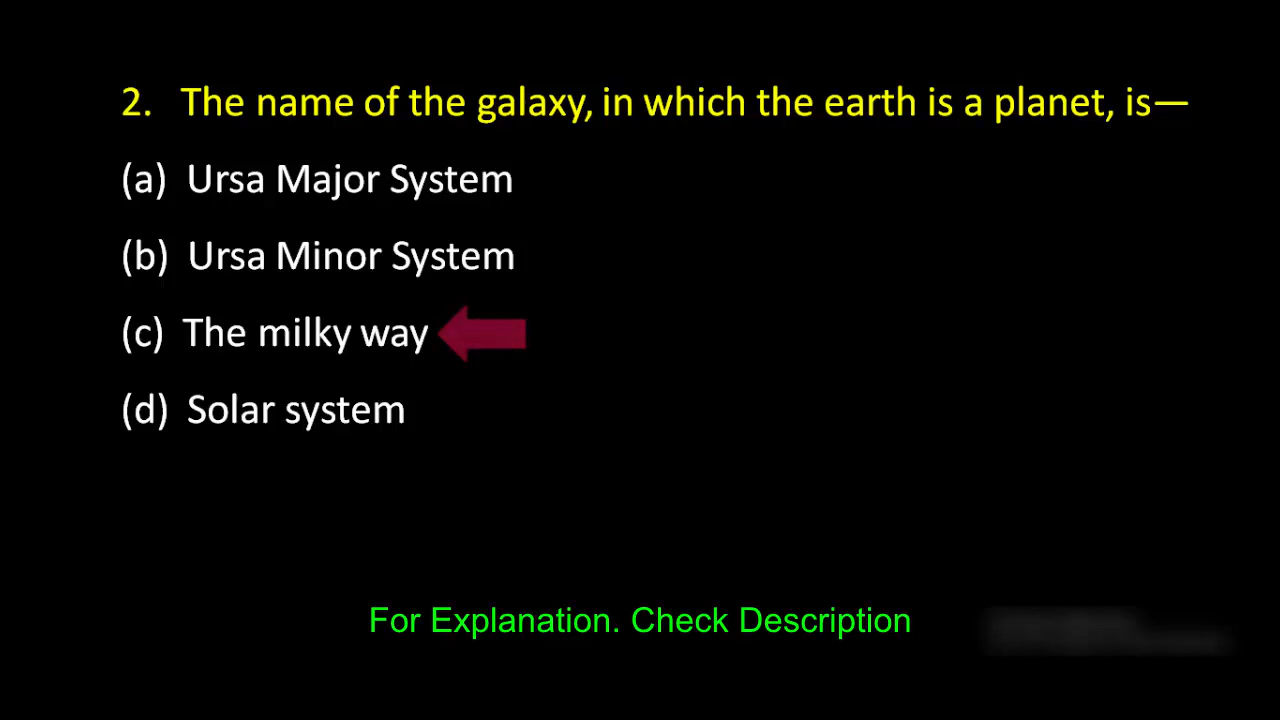 2. The name of the galaxy, in which the earth is a planet, is—
(a) Ursa Major System
(b) Ursa Minor System
(c) The milky way
(d) Solar system
For Explanation. Check Description